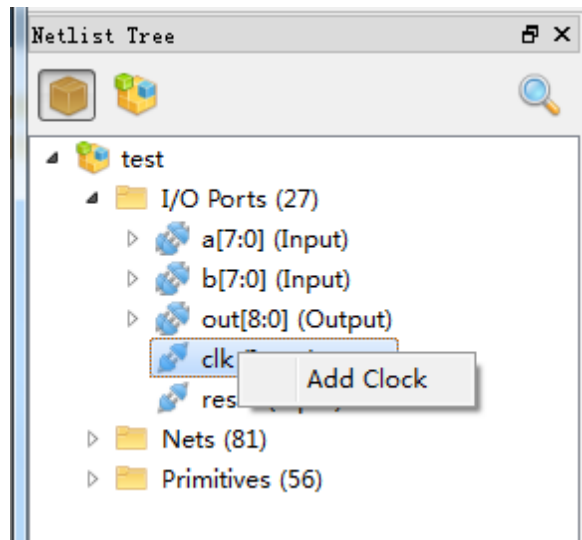 Netlist Tree
test
I/O Ports (27)
a[7:0] (Input)
b[7:0] (Input)
out[8:0] (Output)
clk
Add Clock
Nets (81)
Primitives (56)